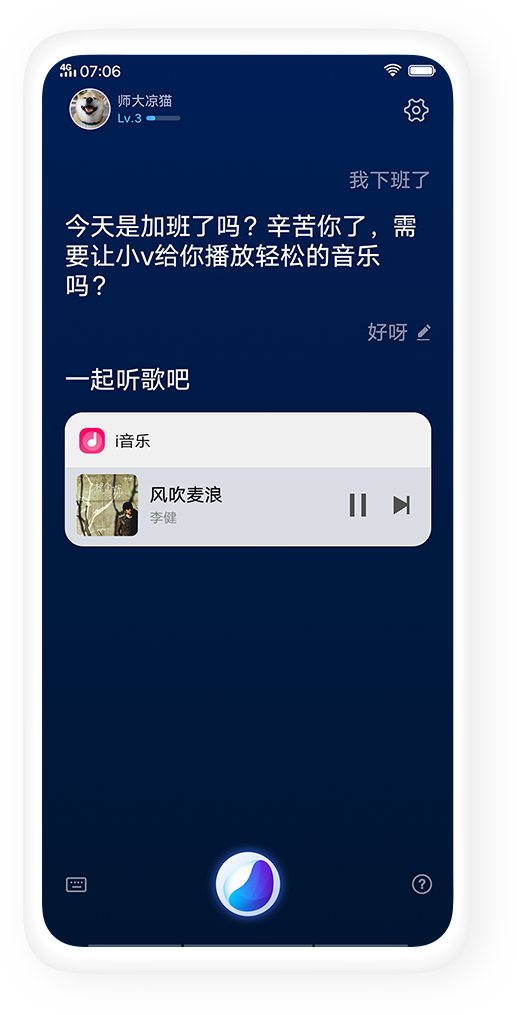 4G 07:06
师大凉猫
Lv.3
我下班了
今天是加班了吗？辛苦你了，需
要让小v给你播放轻松的音乐
吗？
好呀
一起听歌吧
i音乐
风吹麦浪
李健
?